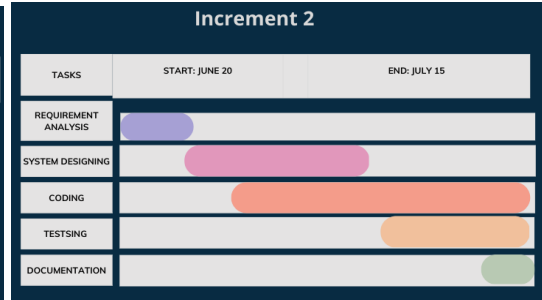 Increment 2
TASKS
START: JUNE 20
END: JULY 15
REQUIREMENT
ANALYSIS
SYSTEM DESIGNING
CODING
TESTSING
DOCUMENTATION